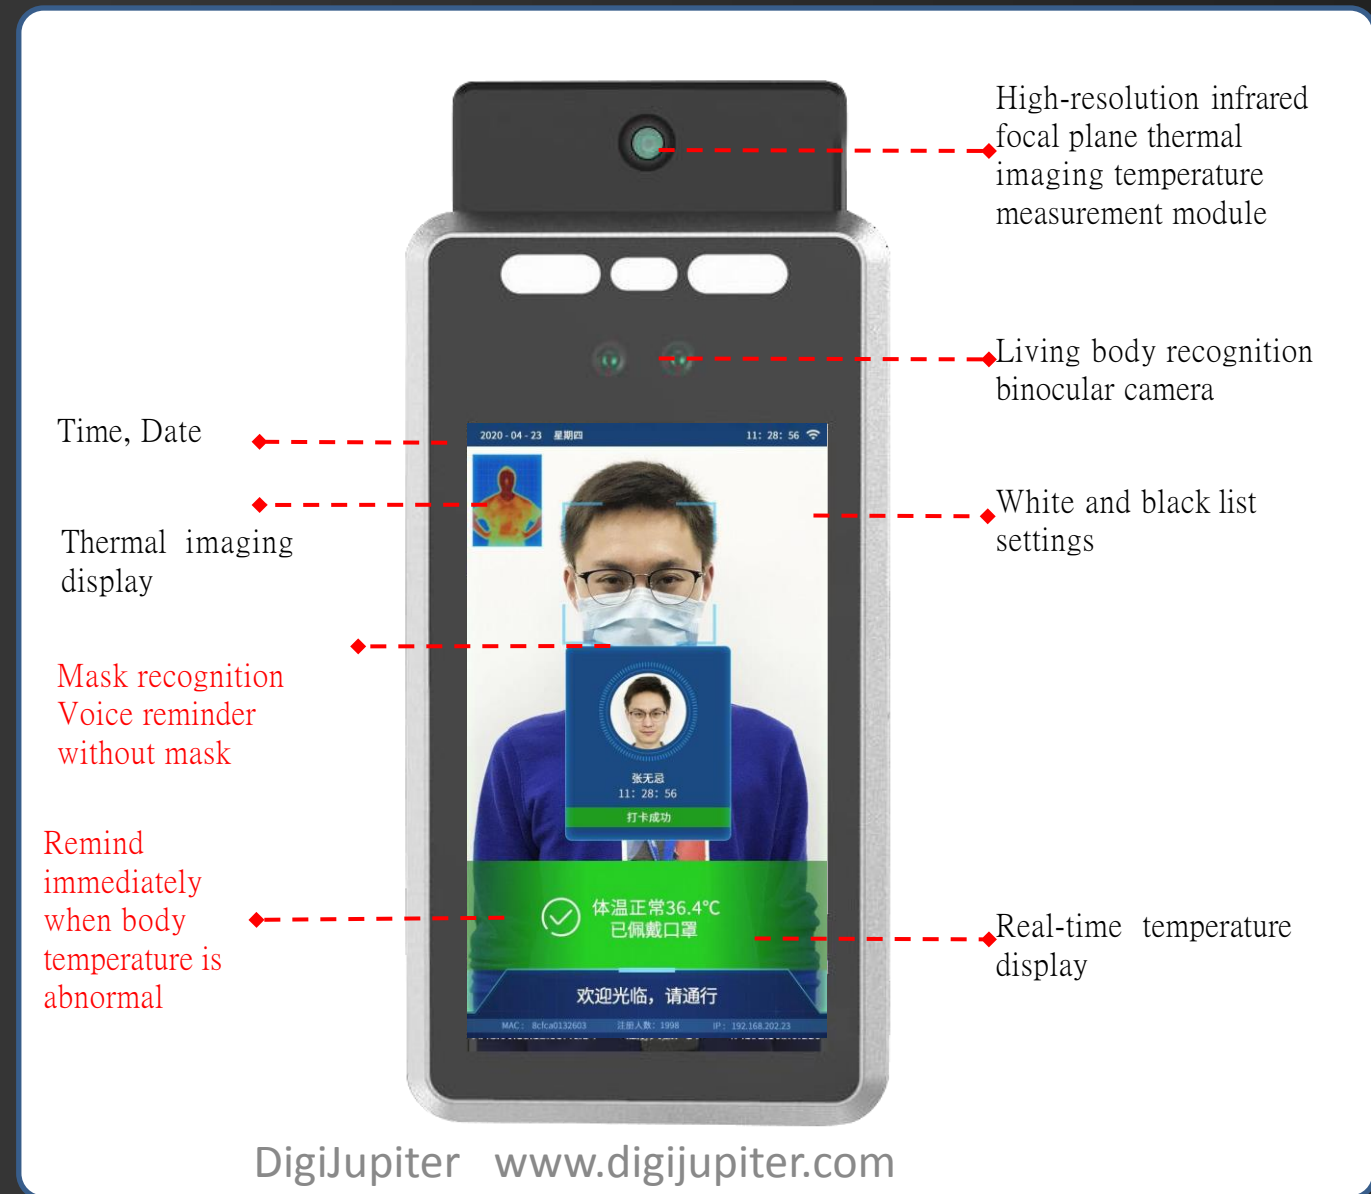 High-resolution infrared
focal plane thermal
imaging temperature
measurement module
Living body recognition
binocular camera
Time, Date
2020 - 04 - 23 星期四 11: 28: 56
White and black list
settings
Thermal imaging
display
Mask recognition
Voice reminder
without mask
张无忌
11: 28: 56
打卡成功
Remind
immediately
when body
temperature is
abnormal
体温正常36.4°C
已佩戴口罩
Real-time temperature
display
欢迎光临，请通行
MAC: 8cfca0132603 注册人数: 1998 IP: 192.168.202.23
DigiJupiter www.digijupiter.com